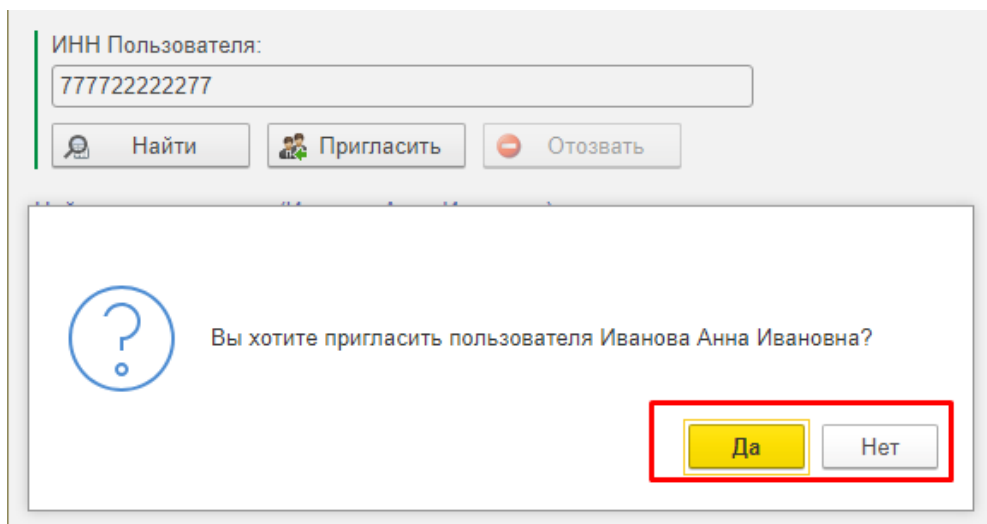 ИНН Пользователя:
777722222277
Найти
Пригласить
Отозвать
Вы хотите пригласить пользователя Иванова Анна Ивановна?
Да
Нет